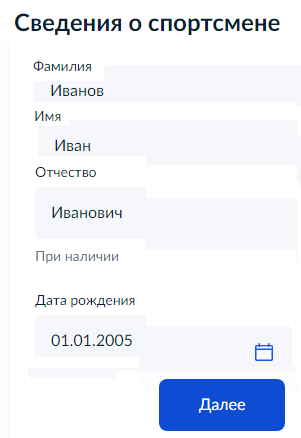 Сведения о спортсмене
Фамилия
Иванов
Имя
Иван
Отчество
Иванович
При наличии
Дата рождения
01.01.2005
Далее